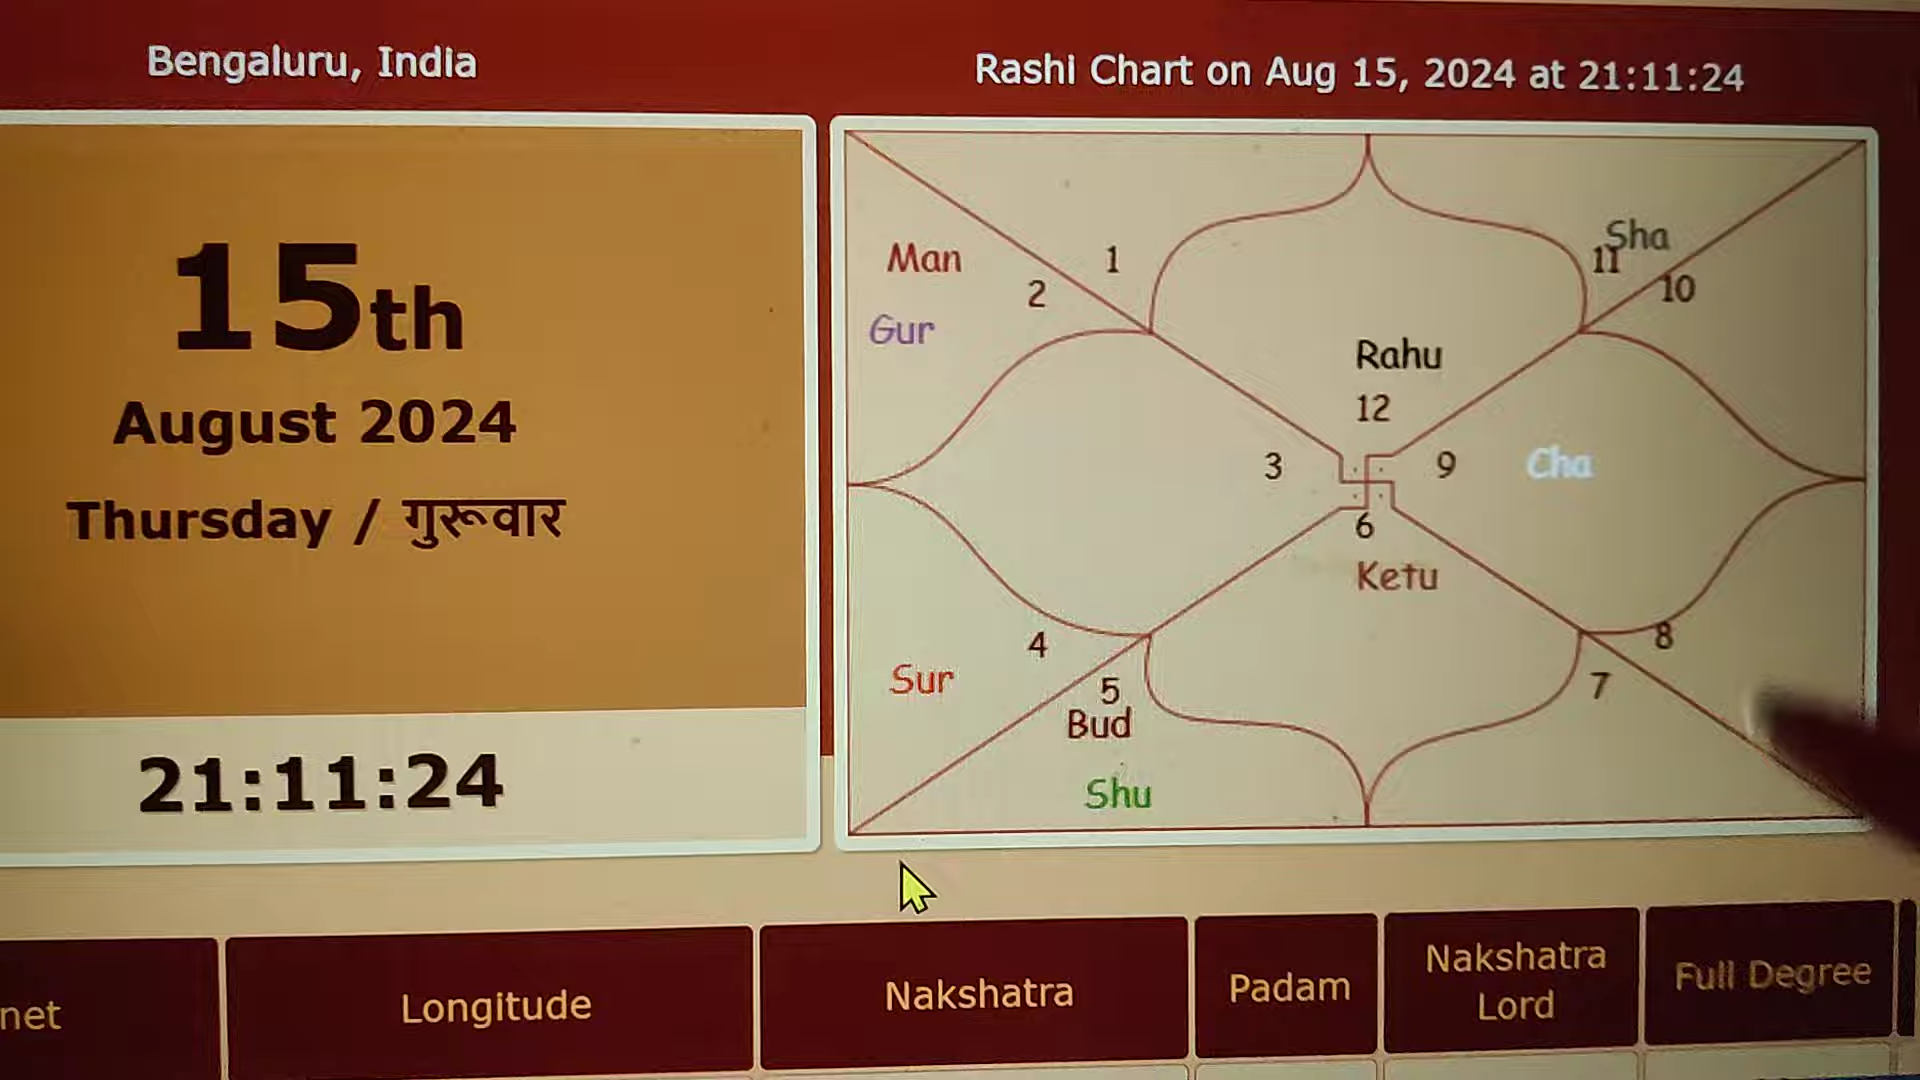 Bengaluru, India
15th
August 2024
Thursday / गुरूवार
21:11:24
Rashi Chart on Aug 15, 2024 at 21:11:24
Man
1
2
Gur
Sha
11
10
Rahu
12
3
9
Cha
6
Ketu
4
Sur
5
Bud
Shu
8
7
net
Longitude
Nakshatra
Padam
Nakshatra
Lord
Full Degree